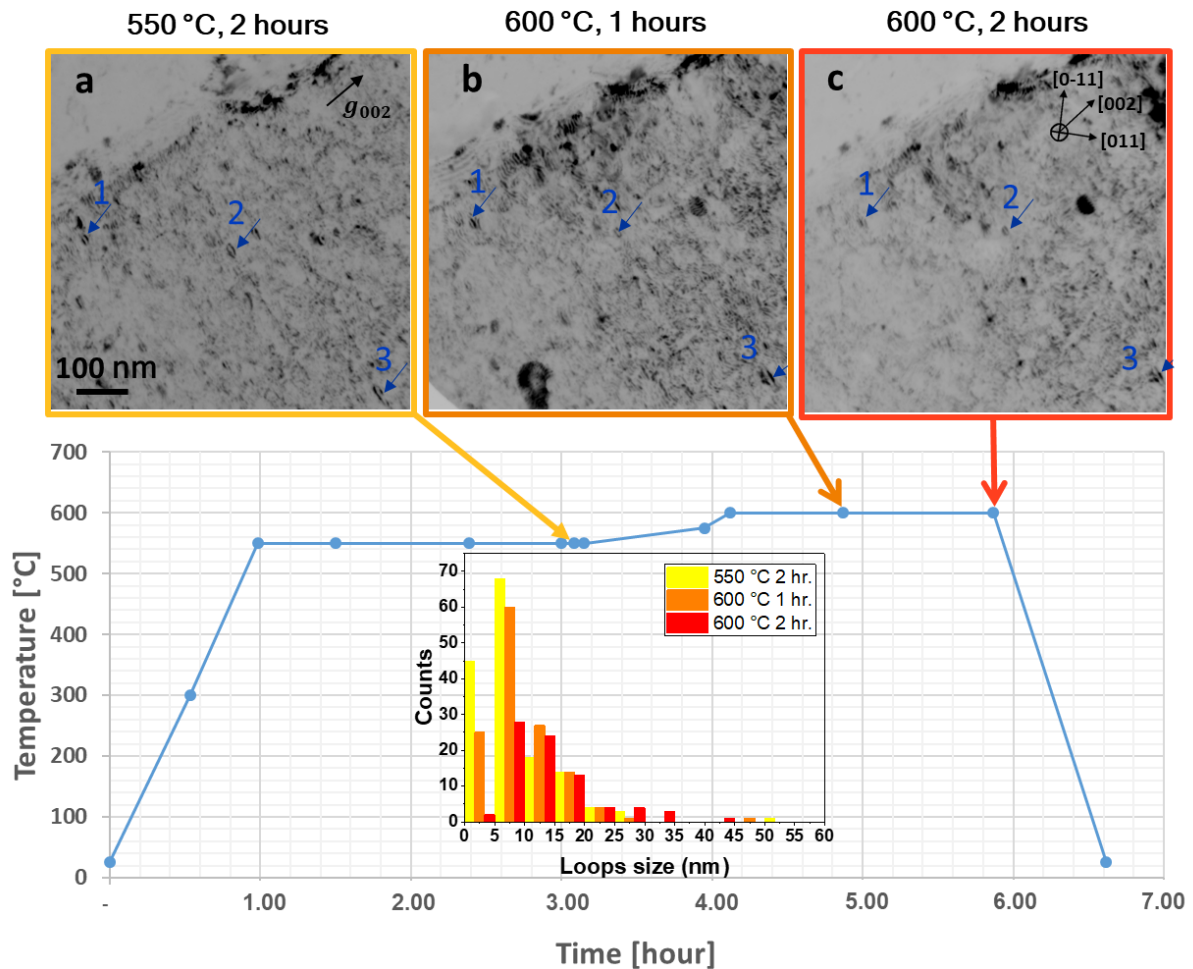 550 °C, 2 hours
600 °C, 1 hours
600 °C, 2 hours
a
g002
1
2
3
100 nm
b
1
2
3
c
[0-11]
[002]
[011]
1
2
3
700
600
500
400
300
200
100
0
Temperature [°C]
-
1.00
2.00
3.00
4.00
5.00
6.00
7.00
Time [hour]
550 °C 2 hr.
600 °C 1 hr.
600 °C 2 hr.
70
60
50
40
30
20
10
0
Counts
0 5 10 15 20 25 30 35 40 45 50 55 60
Loops size (nm)